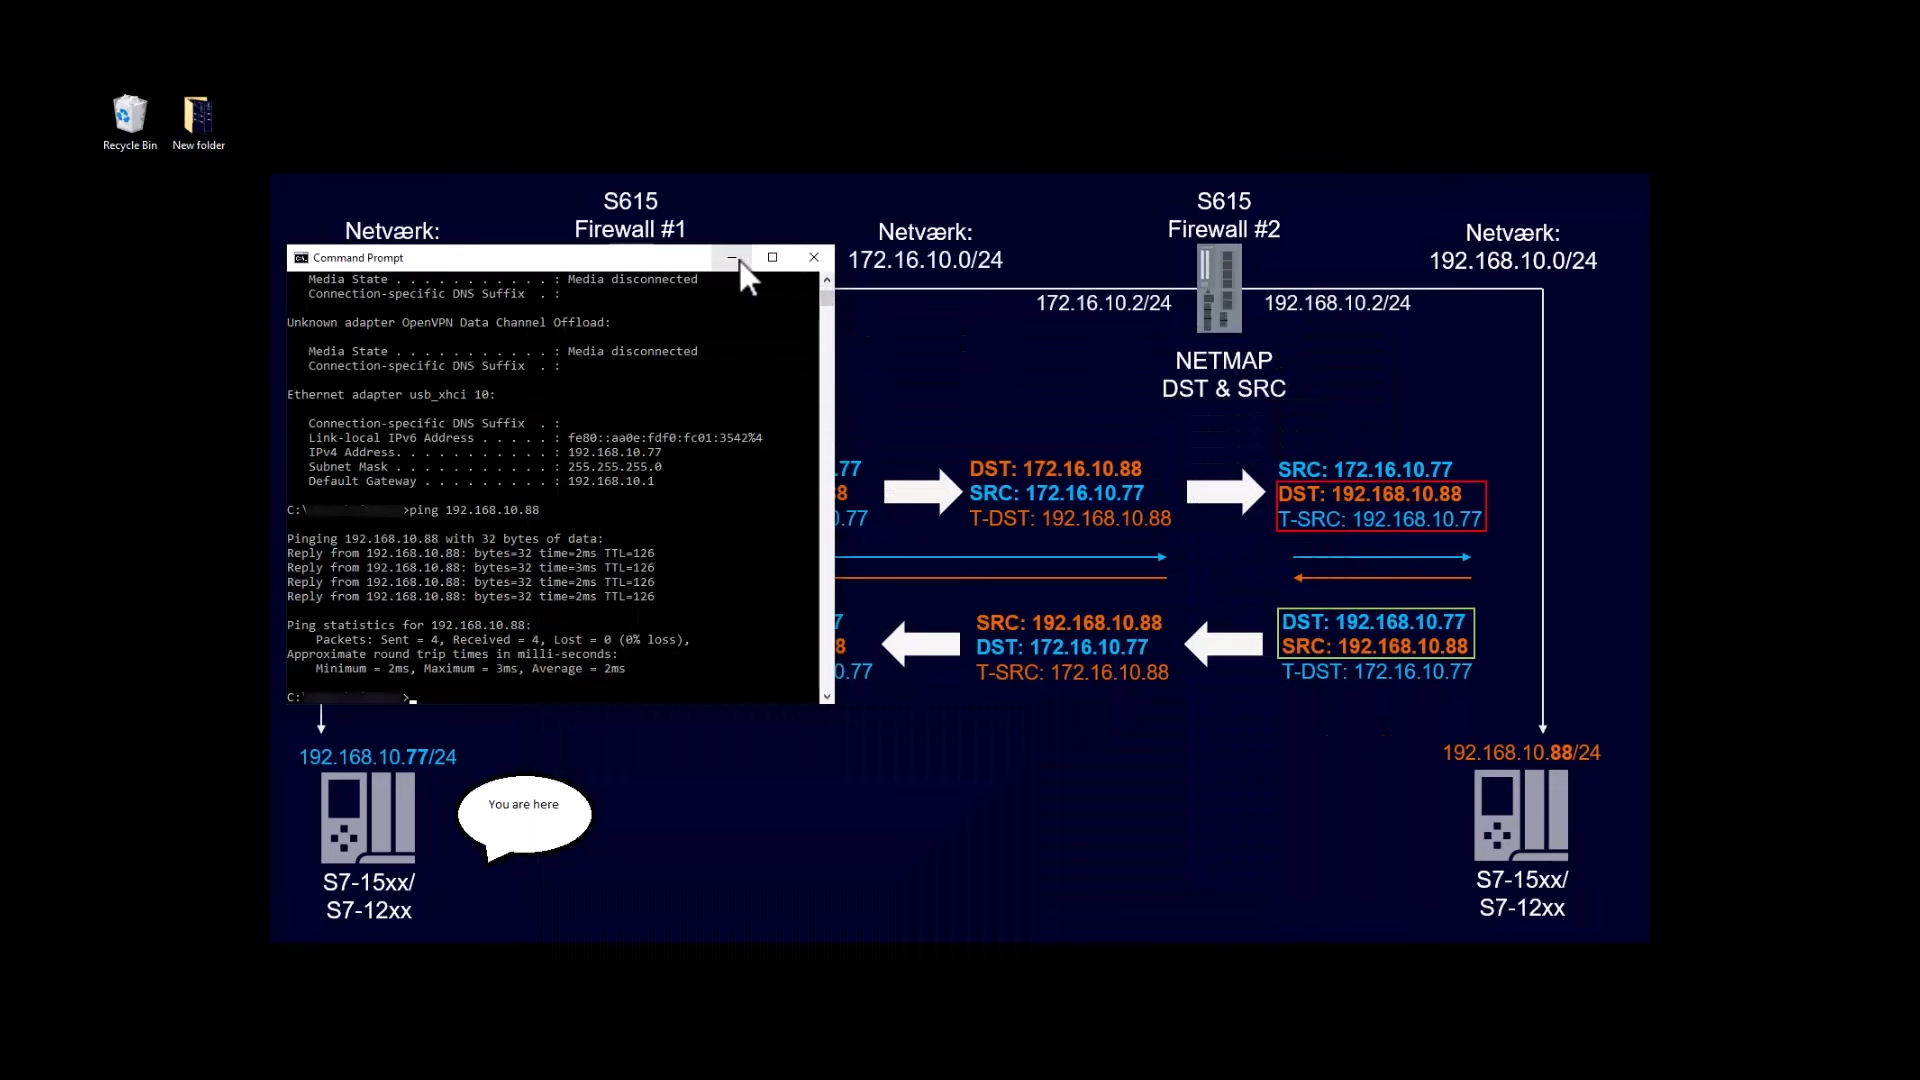 Recycle Bin
New folder
S615
Firewall #1
Netværk:
Netværk:
172.16.10.0/24
S615
Firewall #2
Netværk:
192.168.10.0/24
172.16.10.2/24
192.168.10.2/24
NETMAP
DST & SRC
Command Prompt
Media State . . . . . . . . . . . : Media disconnected
Connection-specific DNS Suffix  . :
Unknown adapter OpenVPN Data Channel Offload:
Media State . . . . . . . . . . . : Media disconnected
Connection-specific DNS Suffix  . :
Ethernet adapter usb_xhci 10:
Connection-specific DNS Suffix  . :
Link-local IPv6 Address . . . . . : fe80::aa0e:fdf0:fc01:3542%4
IPv4 Address. . . . . . . . . . . : 192.168.10.77
Subnet Mask . . . . . . . . . . . : 255.255.255.0
Default Gateway . . . . . . . . . : 192.168.10.1
C:\ >ping 192.168.10.88
Pinging 192.168.10.88 with 32 bytes of data:
Reply from 192.168.10.88: bytes=32 time=2ms TTL=126
Reply from 192.168.10.88: bytes=32 time=3ms TTL=126
Reply from 192.168.10.88: bytes=32 time=2ms TTL=126
Reply from 192.168.10.88: bytes=32 time=2ms TTL=126
Ping statistics for 192.168.10.88:
Packets: Sent = 4, Received = 4, Lost = 0 (0% loss),
Approximate round trip times in milli-seconds:
Minimum = 2ms, Maximum = 3ms, Average = 2ms
C:\ >
.77
8
0.77
DST: 172.16.10.88
SRC: 172.16.10.77
T-DST: 192.168.10.88
SRC: 172.16.10.77
DST: 192.168.10.88
T-SRC: 192.168.10.77
7
8
0.77
SRC: 192.168.10.88
DST: 172.16.10.77
T-SRC: 172.16.10.88
DST: 192.168.10.77
SRC: 192.168.10.88
T-DST: 172.16.10.77
192.168.10.77/24
You are here
S7-15xx/
S7-12xx
192.168.10.88/24
S7-15xx/
S7-12xx